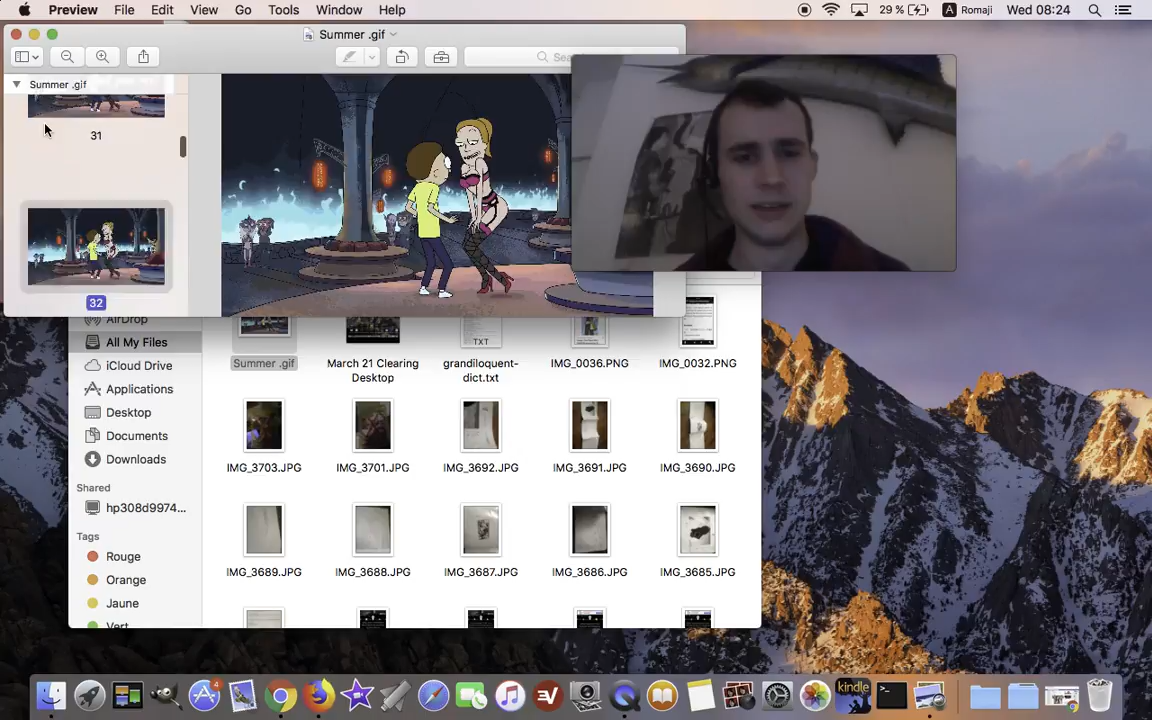 Preview File Edit View Go Tools Window Help 29 % A Romaji Wed 08:24
Summer .gif
Sea
Summer .gif
31
32
AirDrop
All My Files
iCloud Drive
Applications
Desktop
Documents
Downloads
Shared
hp308d9974...
Tags
Rouge
Orange
Jaune
Vert
TXT
Summer .gif March 21 Clearing Desktop grandiloquent-dict.txt IMG_0036.PNG IMG_0032.PNG
IMG_3703.JPG IMG_3701.JPG IMG_3692.JPG IMG_3691.JPG IMG_3690.JPG
IMG_3689.JPG IMG_3688.JPG IMG_3687.JPG IMG_3686.JPG IMG_3685.JPG
4
kindle